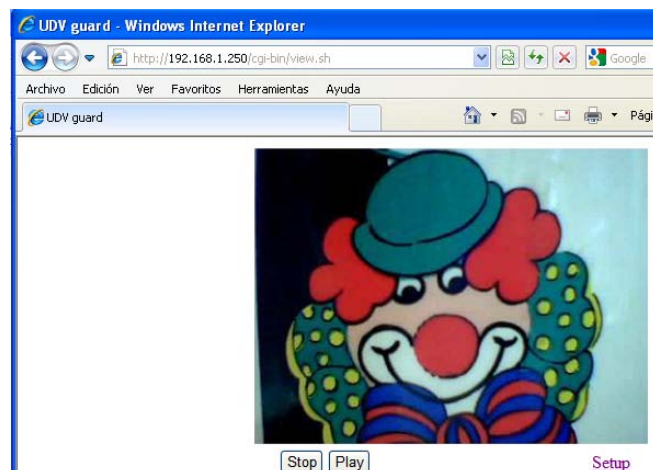 UDV guard - Windows Internet Explorer
http://192.168.1.250/cgi-bin/view.sh
Google
Archivo Edición Ver Favoritos Herramientas Ayuda
UDV guard
Pági
Stop Play Setup